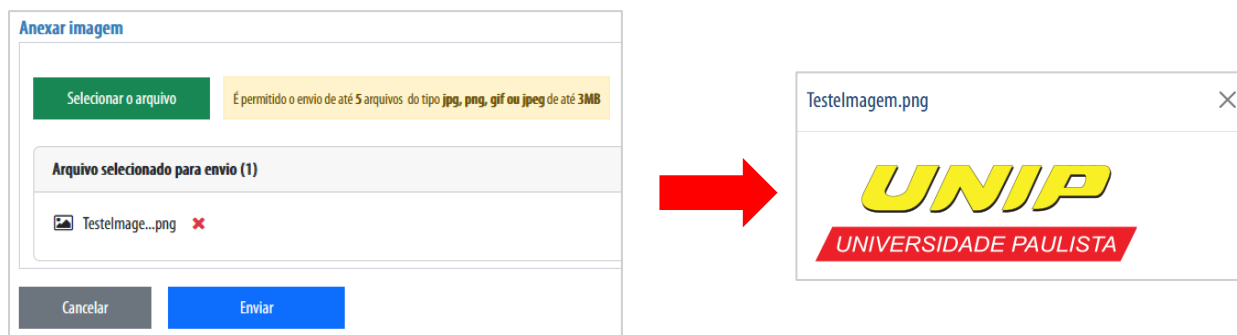 Anexar imagem
Selecionar o arquivo
É permitido o envio de até 5 arquivos do tipo jpg, png, gif ou jpeg de até 3MB
Arquivo selecionado para envio (1)
TesteImage...png
Cancelar
Enviar
TesteImagem.png
UNIP
UNIVERSIDADE PAULISTA